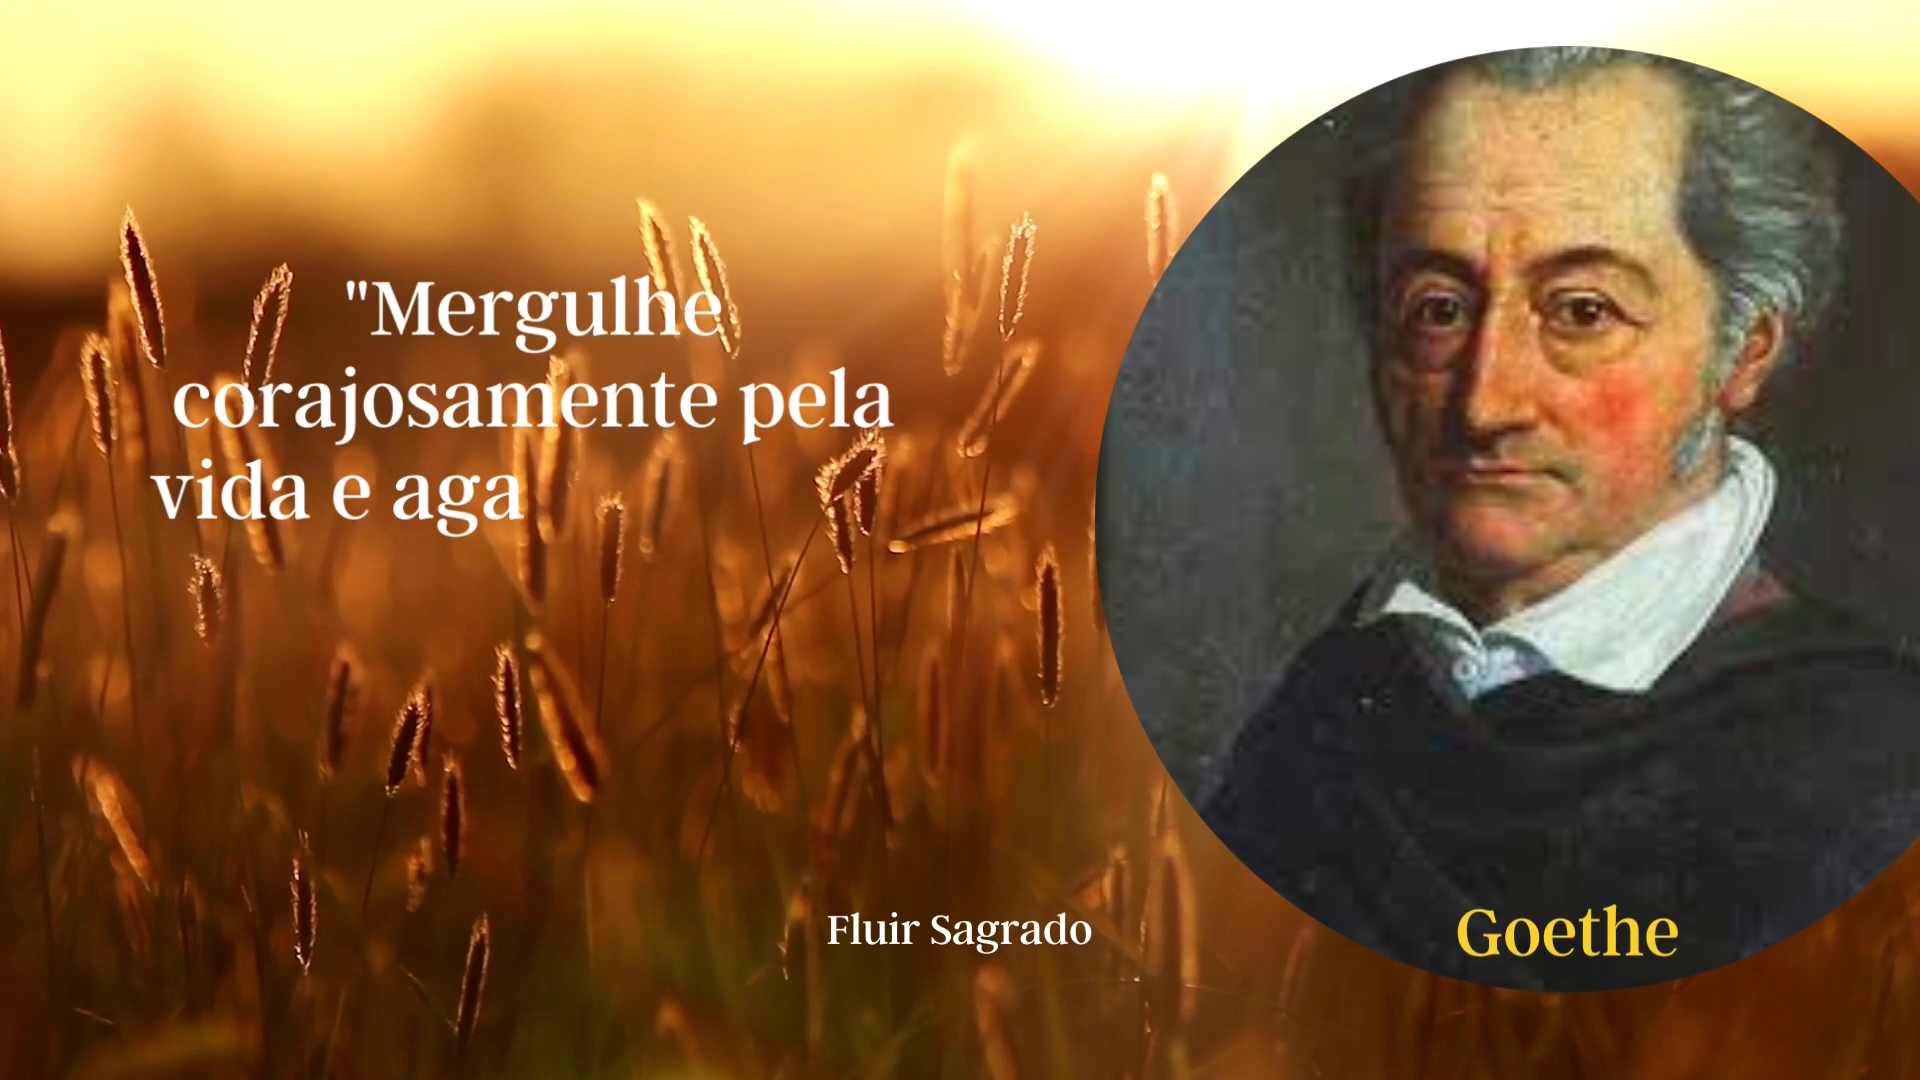 "Mergulhe
corajosamente pela
vida e aga
Fluir Sagrado
Goethe